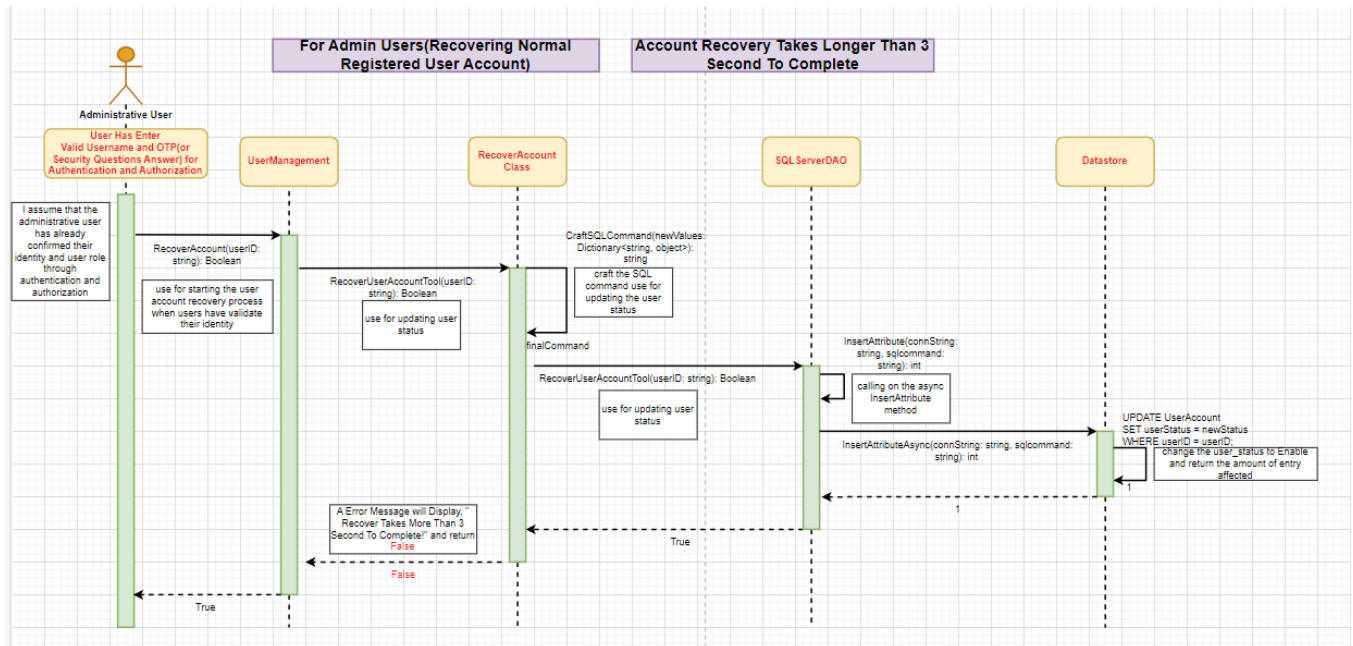 For Admin Users(Recovering Normal
Registered User Account)
Account Recovery Takes Longer Than 3
Second To Complete
Administrative User
User Has Enter
Valid Username and OTP(or
Security Questions Answer) for
Authentication and Authorization
UserManagement
RecoverAccount
Class
SQLServerDAO
Datastore
I assume that the
administrative user
has already
confirmed their
identity and user role
through
authentication and
authorization
RecoverAccount(userID:
string): Boolean
use for starting the user
account recovery process
when users have validate
their identity
RecoverUserAccountTool(userID:
string): Boolean
use for updating user
status
CraftSQLCommand(newValues:
Dictionary<string, object>):
string
craft the SQL
command use for
updating the user
status
finalCommand
RecoverUserAccountTool(userID: string): Boolean
use for updating user
status
InsertAttribute(connString:
string, sqlcommand:
string): int
calling on the async
InsertAttribute
method
InsertAttributeAsync(connString: string, sqlcommand:
string): int
UPDATE UserAccount
SET userStatus = newStatus
WHERE userID = userID;
change the user_status to Enable
and return the amount of entry
affected
1
1
True
A Error Message will Display, "
Recover Takes More Than 3
Second To Complete!" and return
False
False
True